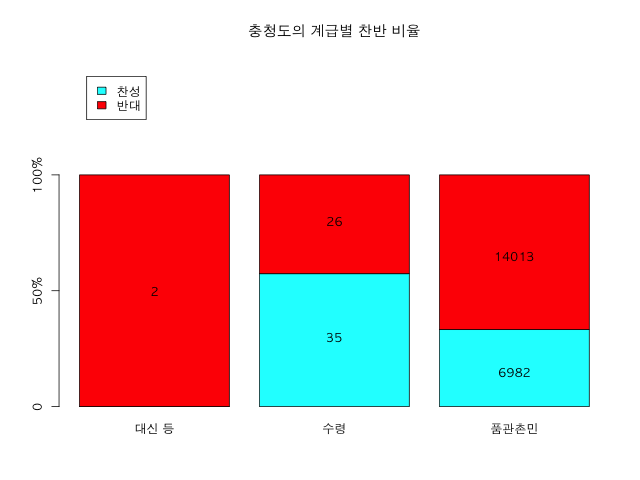 충청도의 계급별 찬반 비율
찬성
반대
100%
50%
0
2
26
35
14013
6982
대신 등
수령
품관촌민